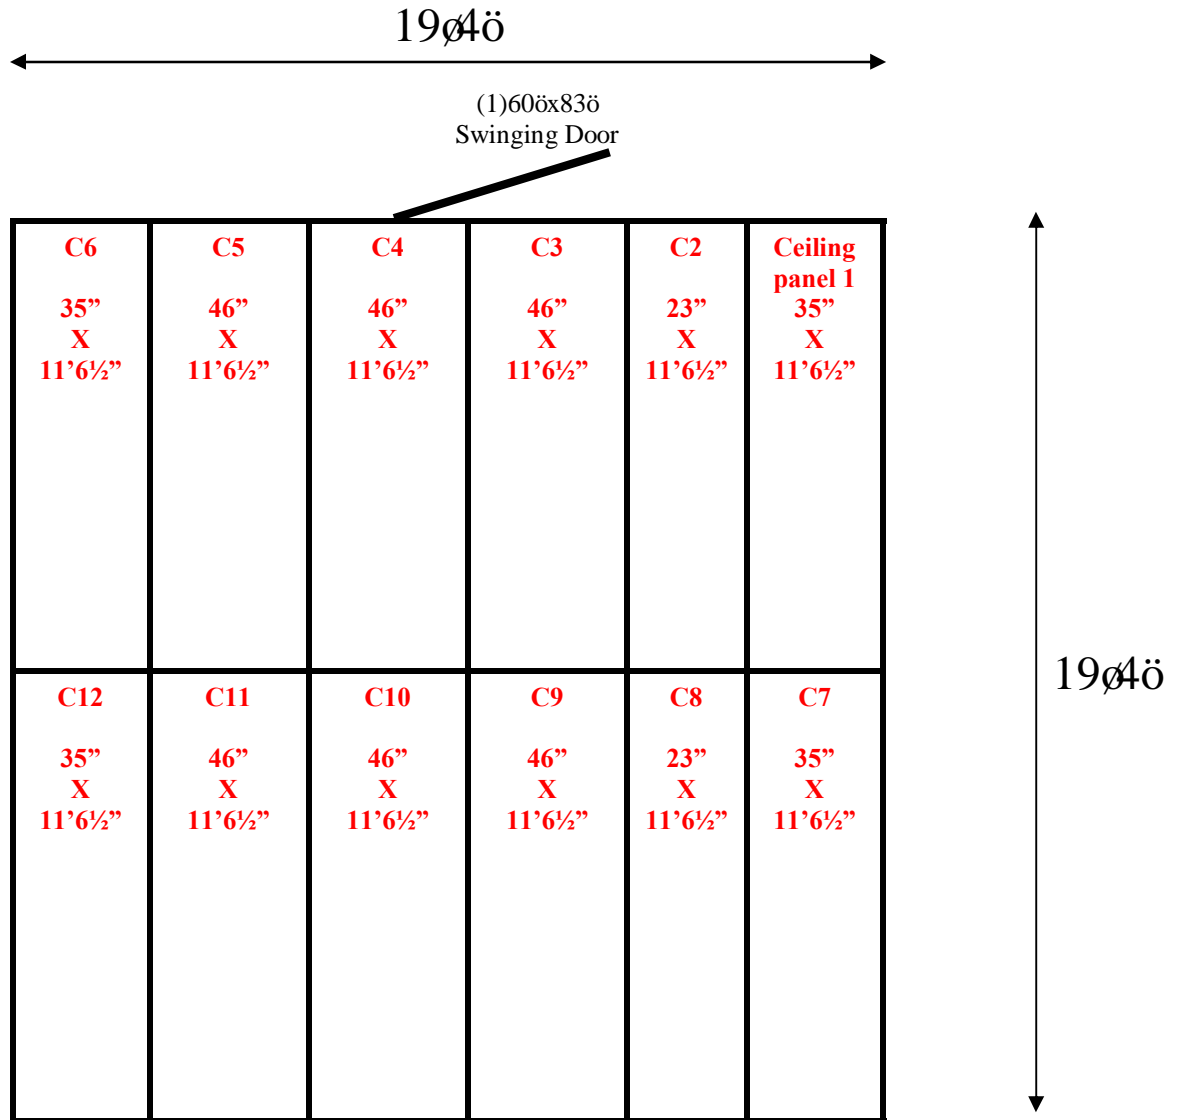 19ø4ö
(1)60öx83ö
Swinging Door
C6
35”
X
11’6½”
C5
46”
X
11’6½”
C4
46”
X
11’6½”
C3
46”
X
11’6½”
C2
23”
X
11’6½”
Ceiling
panel 1
35”
X
11’6½”
19ø4ö
C12
35”
X
11’6½”
C11
46”
X
11’6½”
C10
46”
X
11’6½”
C9
46”
X
11’6½”
C8
23”
X
11’6½”
C7
35”
X
11’6½”